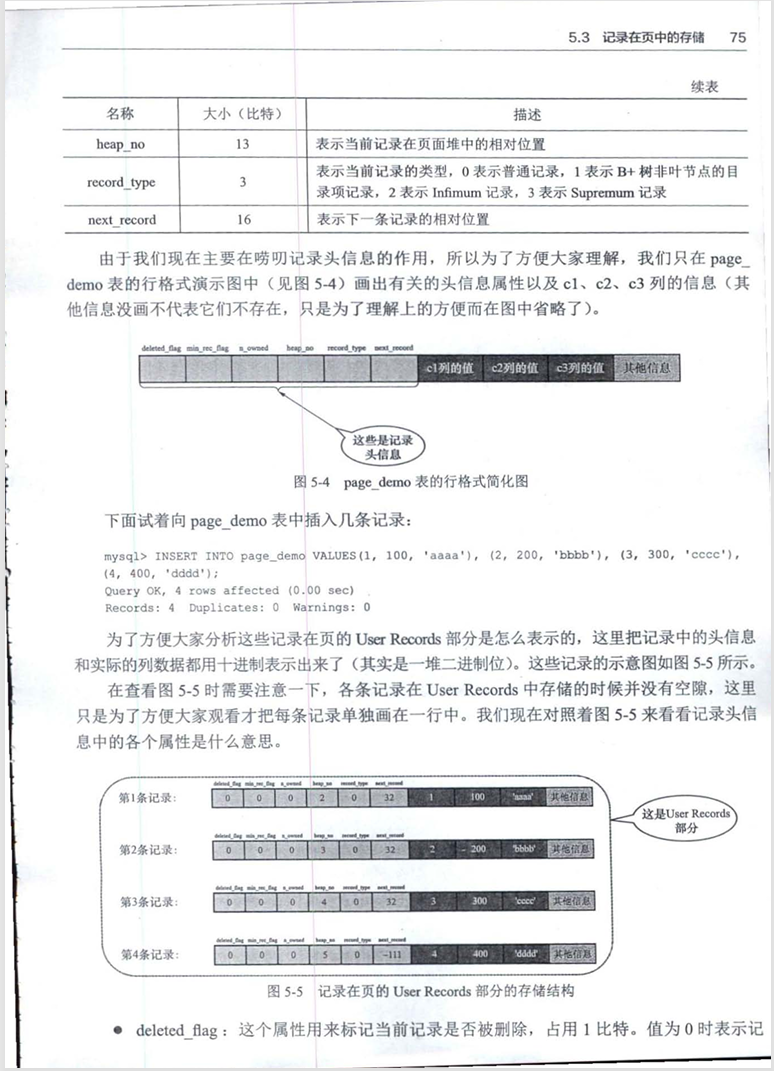 5.3 记录在页中的存储 75
续表
名称 大小（比特） 描述
heap_no 13 表示当前记录在页面堆中的相对位置
record_type 3 表示当前记录的类型，0 表示普通记录，1 表示 B+ 树非叶节点的目
录项记录，2 表示 Infimum 记录，3 表示 Supremum 记录
next_record 16 表示下一条记录的相对位置
由于我们现在主要在唠叨记录头信息的作用，所以为了方便大家理解，我们只在 page_
demo 表的行格式演示图中（见图 5-4）画出有关的头信息属性以及 c1、c2、c3 列的信息（其
他信息没画不代表它们不存在，只是为了理解上的方便而在图中省略了）。
deleted_flag min_rec_flag n_owned heap_no record_type next_record
c1列的值 c2列的值 c3列的值 其他信息
这些是记录
头信息
图 5-4 page_demo 表的行格式简化图
下面试着向 page_demo 表中插入几条记录：
mysql> INSERT INTO page_demo VALUES(1, 100, 'aaaa'), (2, 200, 'bbbb'), (3, 300, 'cccc'),
(4, 400, 'dddd');
Query OK, 4 rows affected (0.00 sec)
Records: 4 Duplicates: 0 Warnings: 0
为了方便大家分析这些记录在页的 User Records 部分是怎么表示的，这里把记录中的头信息
和实际的列数据都用十进制表示出来了（其实是一堆二进制位）。这些记录的示意图如图 5-5 所示。
在查看图 5-5 时需要注意一下，各条记录在 User Records 中存储的时候并没有空隙，这里
只是为了方便大家观看才把每条记录单独画在一行中。我们现在对照着图 5-5 来看看记录头信
息中的各个属性是什么意思。
deleted_flag min_rec_flag n_owned heap_no record_type next_record
第1条记录: 0 0 0 2 0 32 1 100 'aaaa' 其他信息
这是User Records
部分
deleted_flag min_rec_flag n_owned heap_no record_type next_record
第2条记录: 0 0 0 3 0 32 2 200 'bbbb' 其他信息
deleted_flag min_rec_flag n_owned heap_no record_type next_record
第3条记录: 0 0 0 4 0 32 3 300 'cccc' 其他信息
deleted_flag min_rec_flag n_owned heap_no record_type next_record
第4条记录: 0 0 0 5 0 -111 4 400 'dddd' 其他信息
图 5-5 记录在页的 User Records 部分的存储结构
● deleted_flag：这个属性用来标记当前记录是否被删除，占用 1 比特。值为 0 时表示记